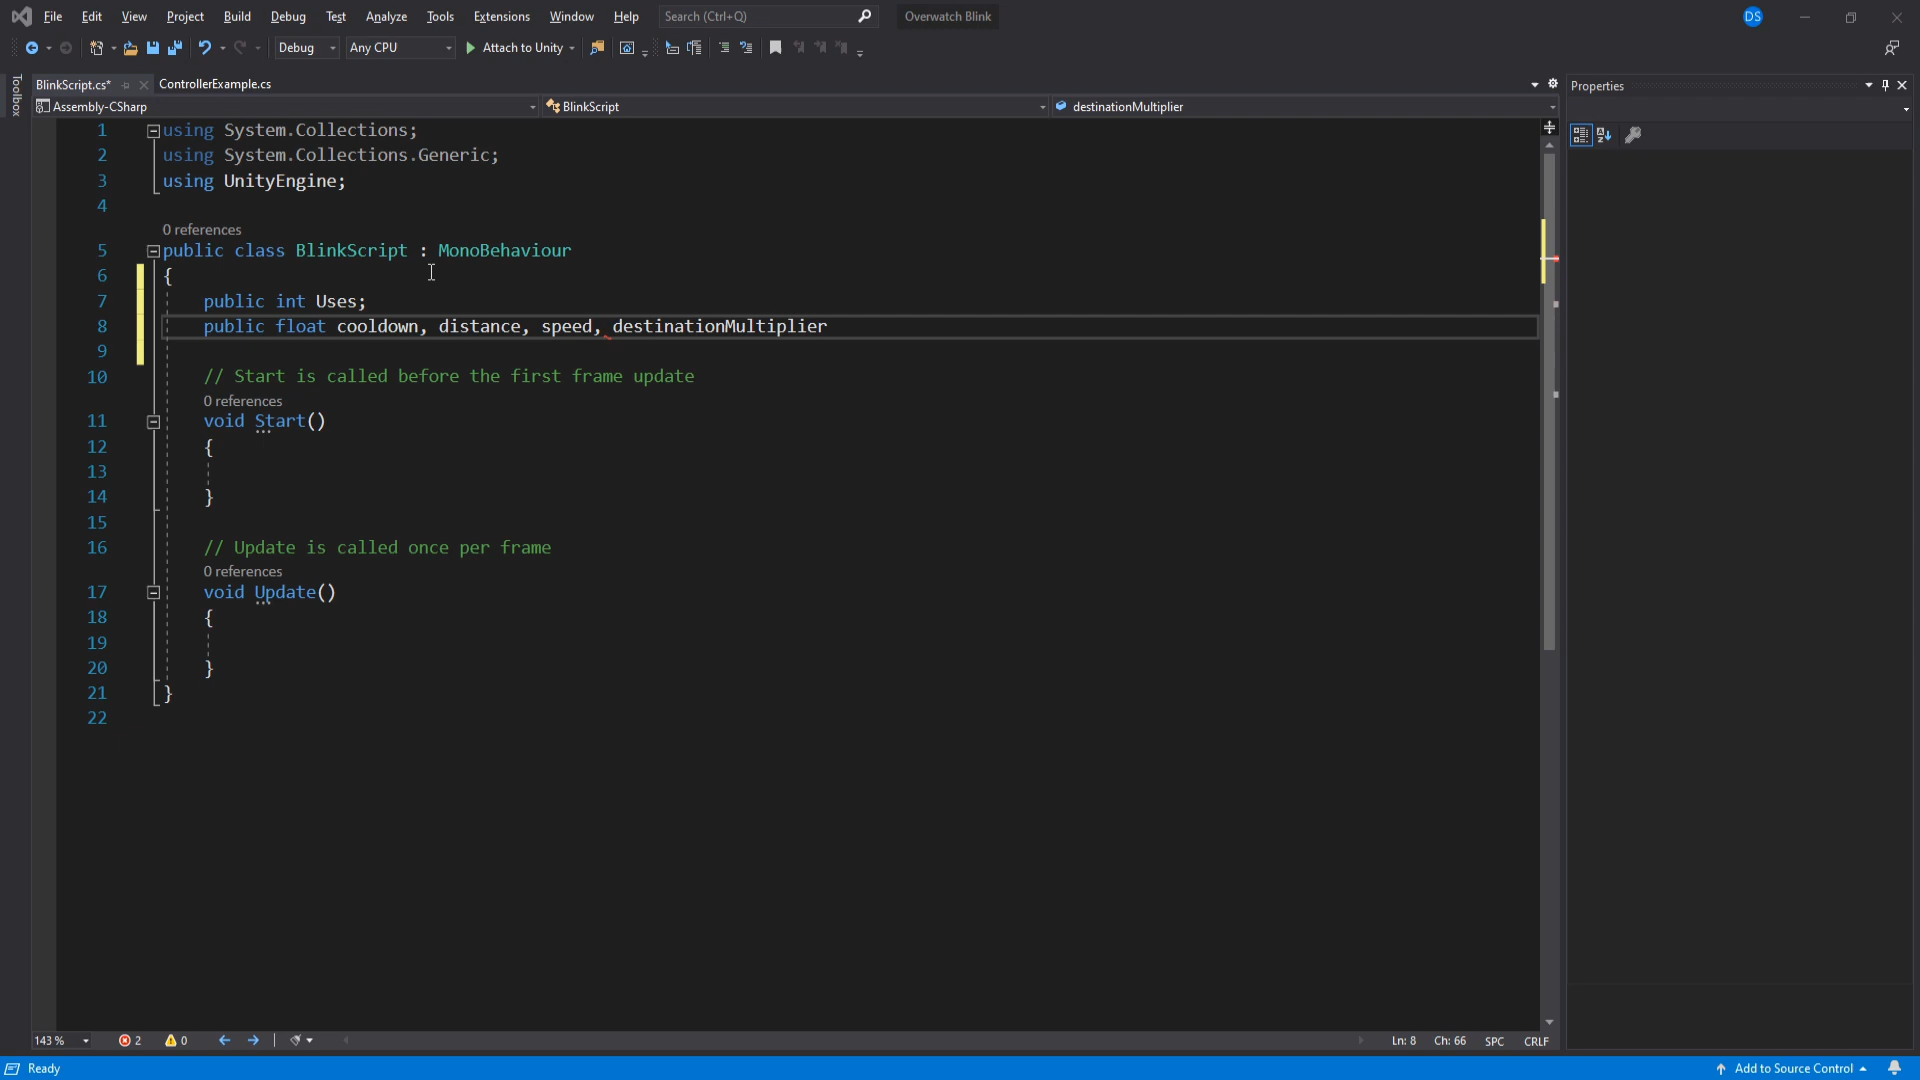 File Edit View Project Build Debug Test Analyze Tools Extensions Window Help Search (Ctrl+Q) Overwatch Blink DS
Debug Any CPU Attach to Unity
Toolbox
BlinkScript.cs* ControllerExample.cs
Properties
Assembly-CSharp BlinkScript destinationMultiplier
1 using System.Collections;
2 using System.Collections.Generic;
3 using UnityEngine;
4
0 references
5 public class BlinkScript : MonoBehaviour
6 {
7 public int Uses;
8 public float cooldown, distance, speed, destinationMultiplier
9
10 // Start is called before the first frame update
0 references
11 void Start()
12 {
13
14 }
15
16 // Update is called once per frame
0 references
17 void Update()
18 {
19
20 }
21 }
22
143 % 2 0 Ln: 8 Ch: 66 SPC CRLF
Ready Add to Source Control